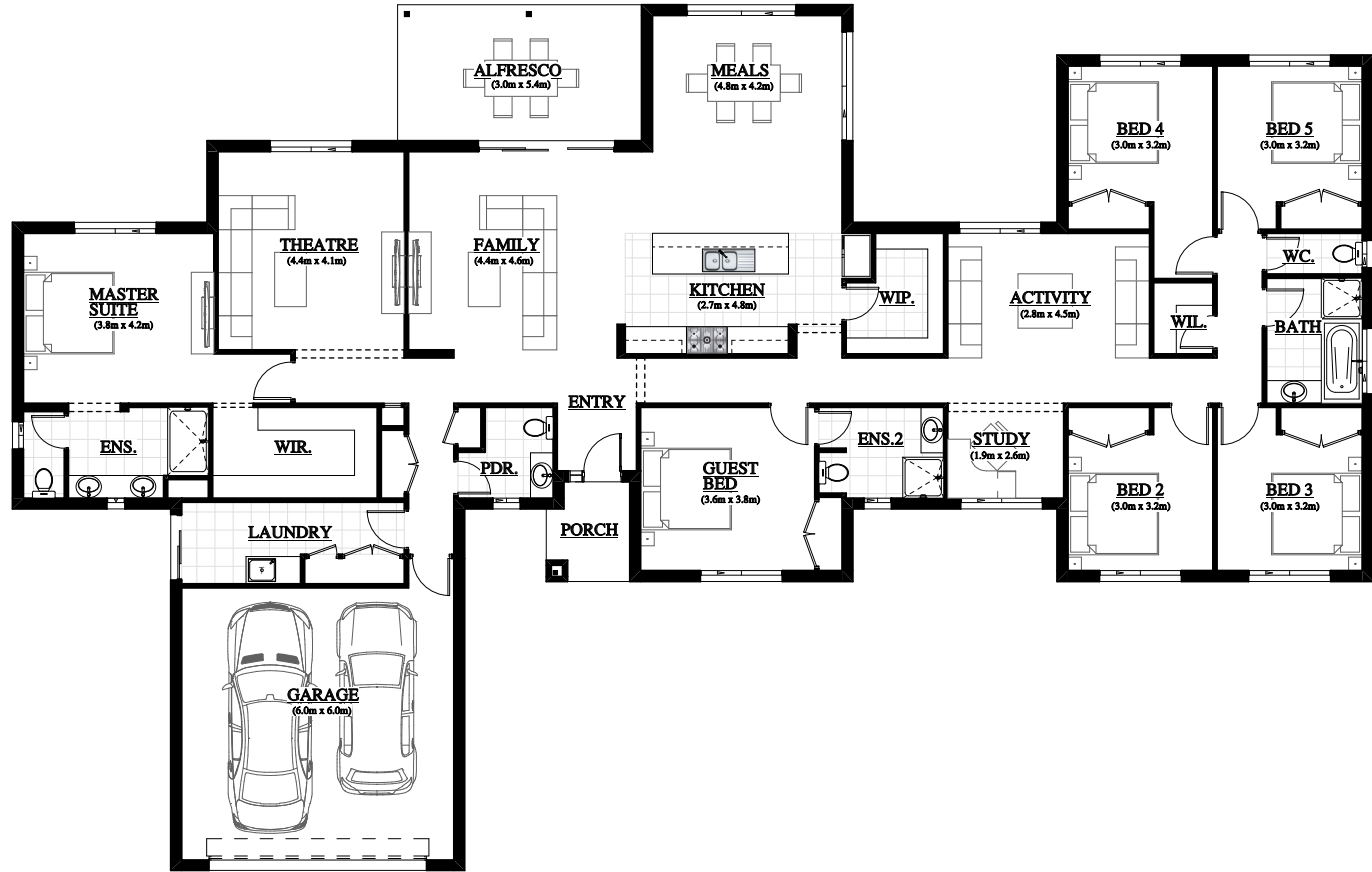 ALFRESCO
(3.0m x 5.4m)
MEALS
(4.8m x 4.2m)
BED 4
(3.0m x 3.2m)
BED 5
(3.0m x 3.2m)
THEATRE
(4.4m x 4.1m)
FAMILY
(4.4m x 4.6m)
WC.
MASTER
SUITE
(3.8m x 4.2m)
KITCHEN
(2.7m x 4.8m)
WIP.
ACTIVITY
(2.8m x 4.5m)
WIL.
BATH
ENTRY
ENS.
WIR.
PDR.
GUEST
BED
(3.6m x 3.8m)
ENS.2
STUDY
(1.9m x 2.6m)
BED 2
(3.0m x 3.2m)
BED 3
(3.0m x 3.2m)
LAUNDRY
PORCH
GARAGE
(6.0m x 6.0m)